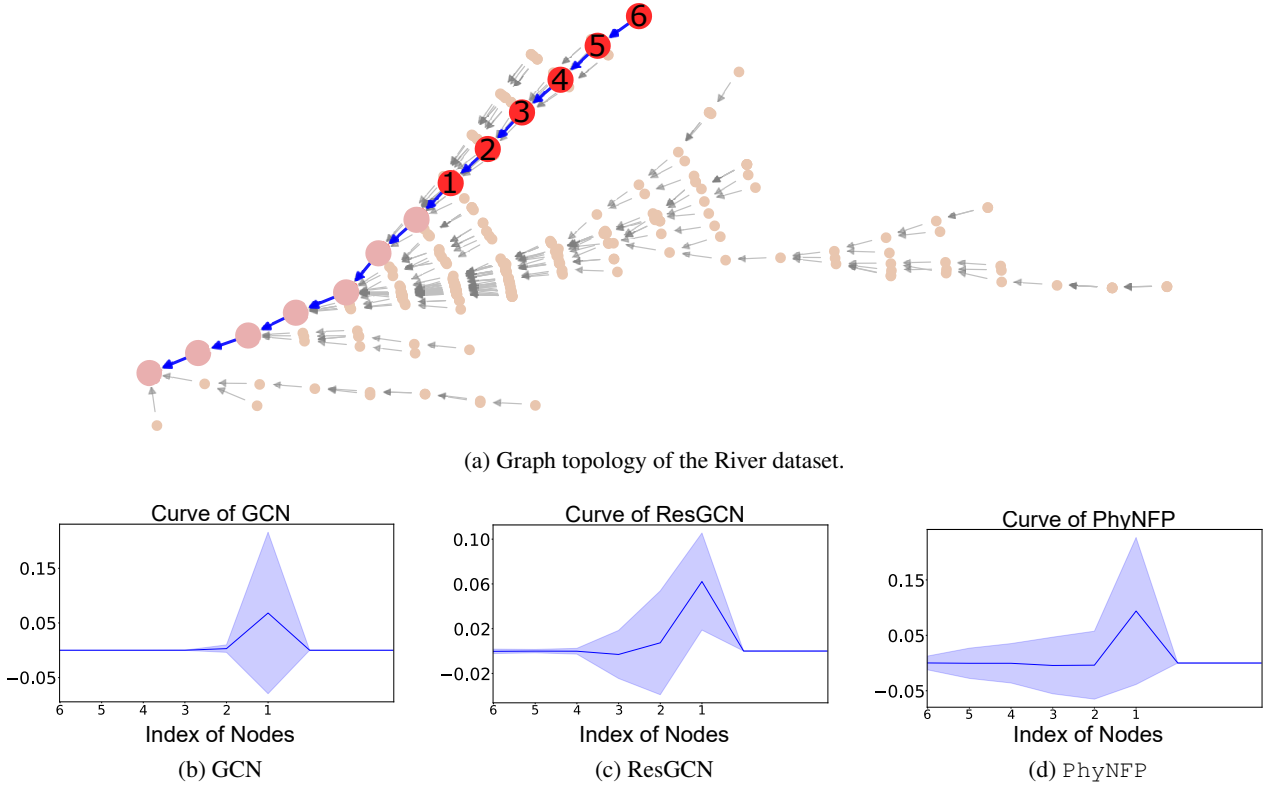 6
5
4
3
2
1
(a) Graph topology of the River dataset.
Curve of GCN
0.15
0.05
−0.05
6 5 4 3 2 1
Index of Nodes
(b) GCN
Curve of ResGCN
0.10
0.06
0.02
−0.02
6 5 4 3 2 1
Index of Nodes
(c) ResGCN
Curve of PhyNFP
0.15
0.05
−0.05
6 5 4 3 2 1
Index of Nodes
(d) PhyNFP